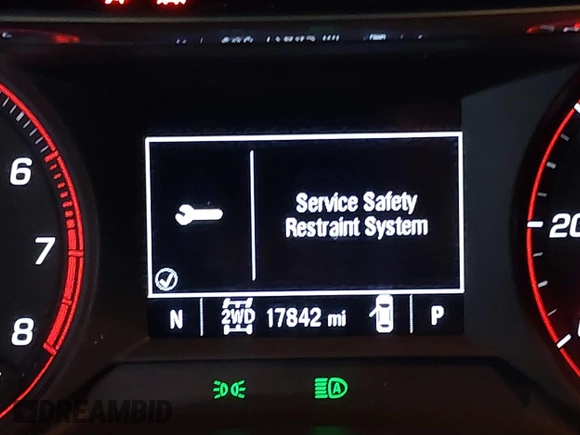 6
7
8
Service Safety
Restraint System
N 2WD 17842 mi P
20
A
DREAMBID